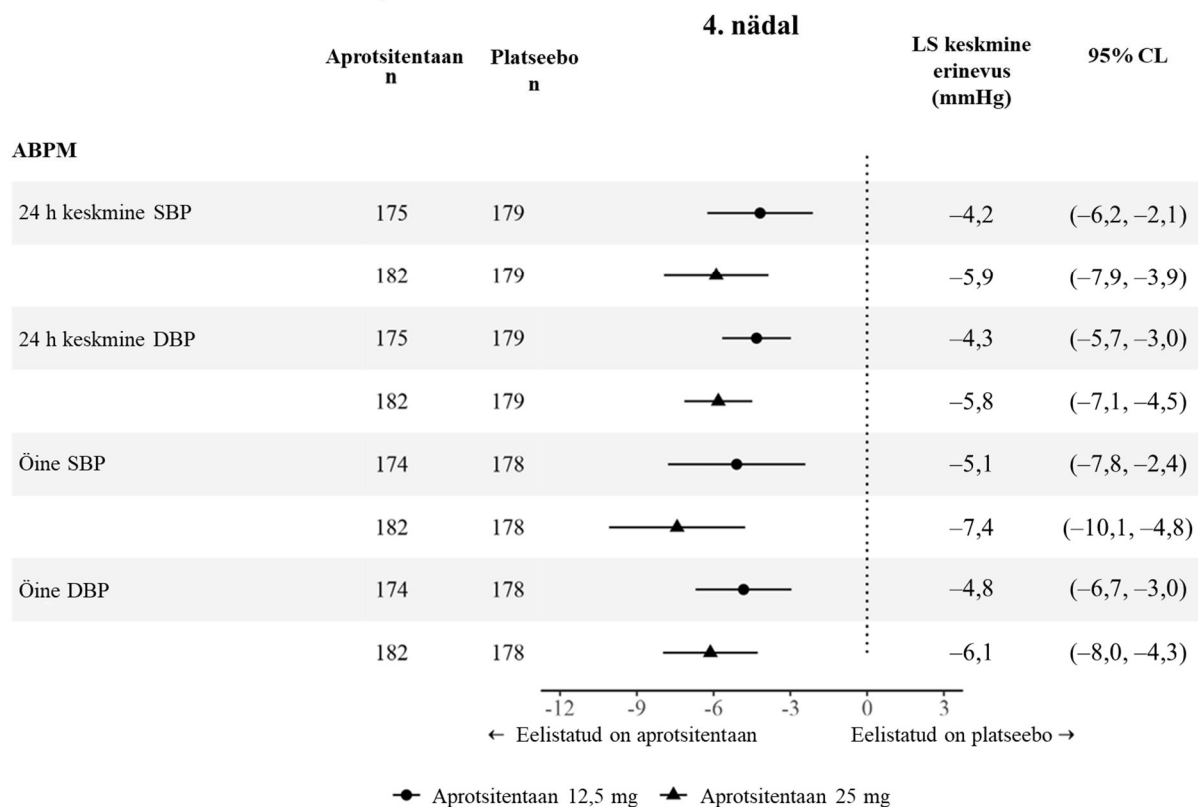 4. nädal
Aprotsitentaan
n
Platseebo
n
LS keskmine
erinevus
(mmHg)
95% CL
ABPM
24 h keskmine SBP 175 179 –4,2 (–6,2, –2,1)
182 179 –5,9 (–7,9, –3,9)
24 h keskmine DBP 175 179 –4,3 (–5,7, –3,0)
182 179 –5,8 (–7,1, –4,5)
Öine SBP 174 178 –5,1 (–7,8, –2,4)
182 178 –7,4 (–10,1, –4,8)
Öine DBP 174 178 –4,8 (–6,7, –3,0)
182 178 –6,1 (–8,0, –4,3)
-12 -9 -6 -3 0 3
← Eelistatud on aprotsitentaan Eelistatud on platseebo →
Aprotsitentaan 12,5 mg Aprotsitentaan 25 mg